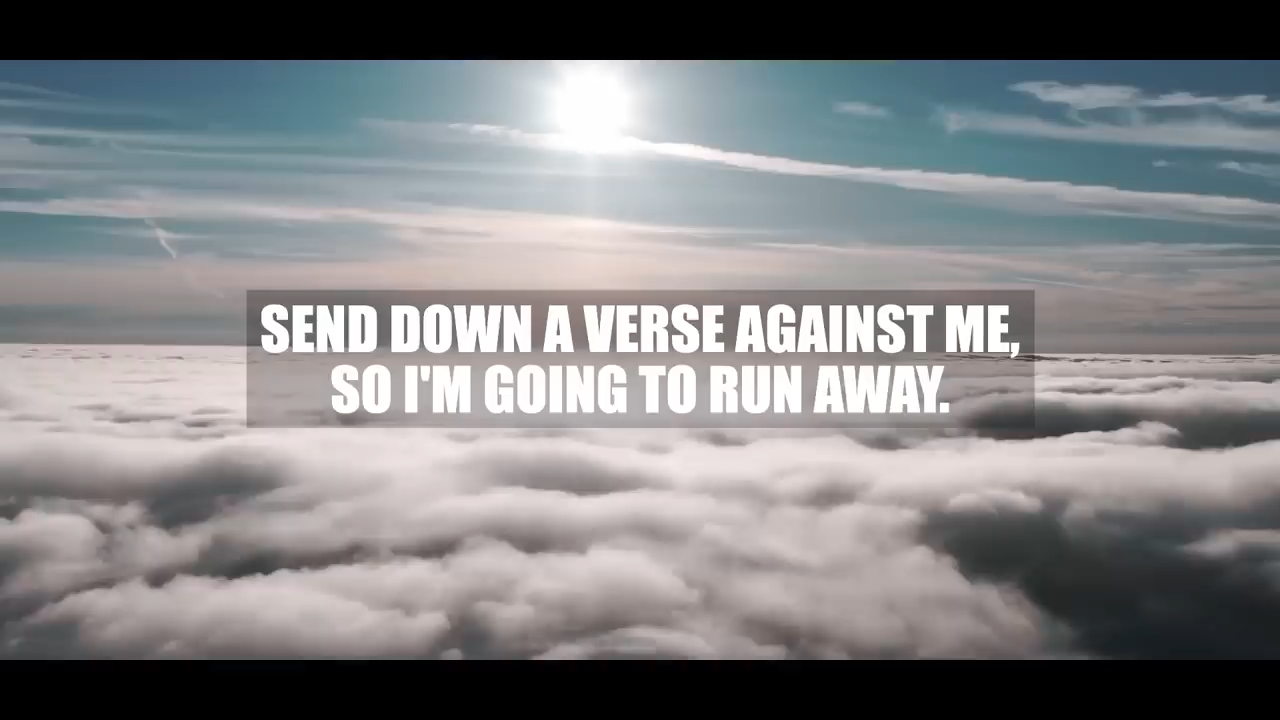 SEND DOWN A VERSE AGAINST ME,
SO I'M GOING TO RUN AWAY.